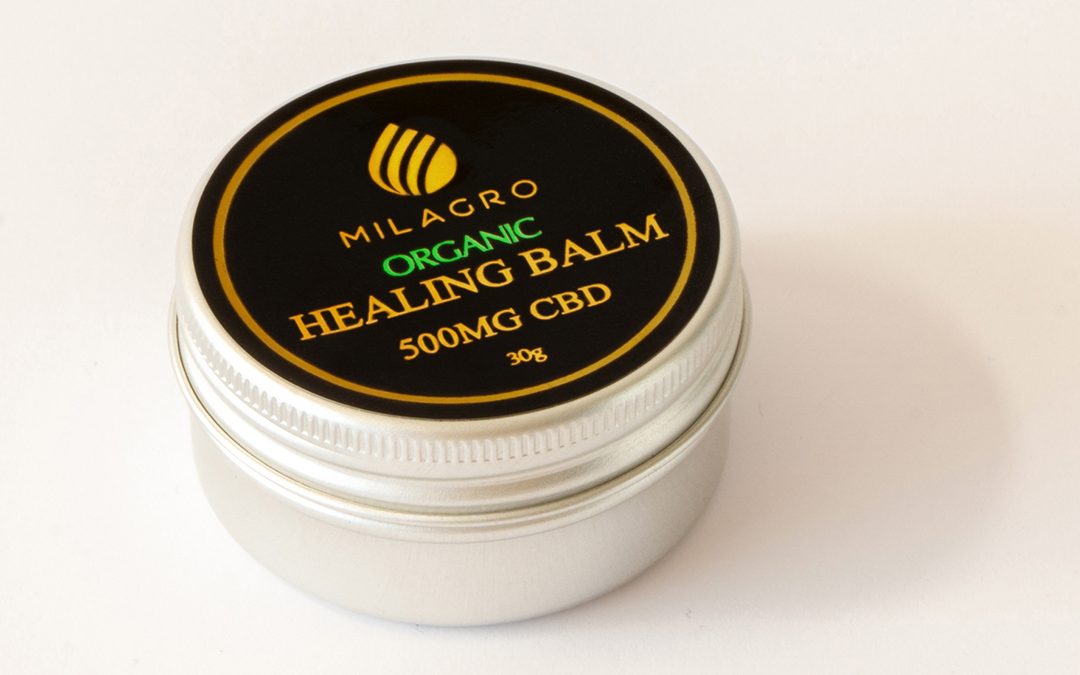 MILAGRO
ORGANIC
HEALING BALM
500MG CBD
30g